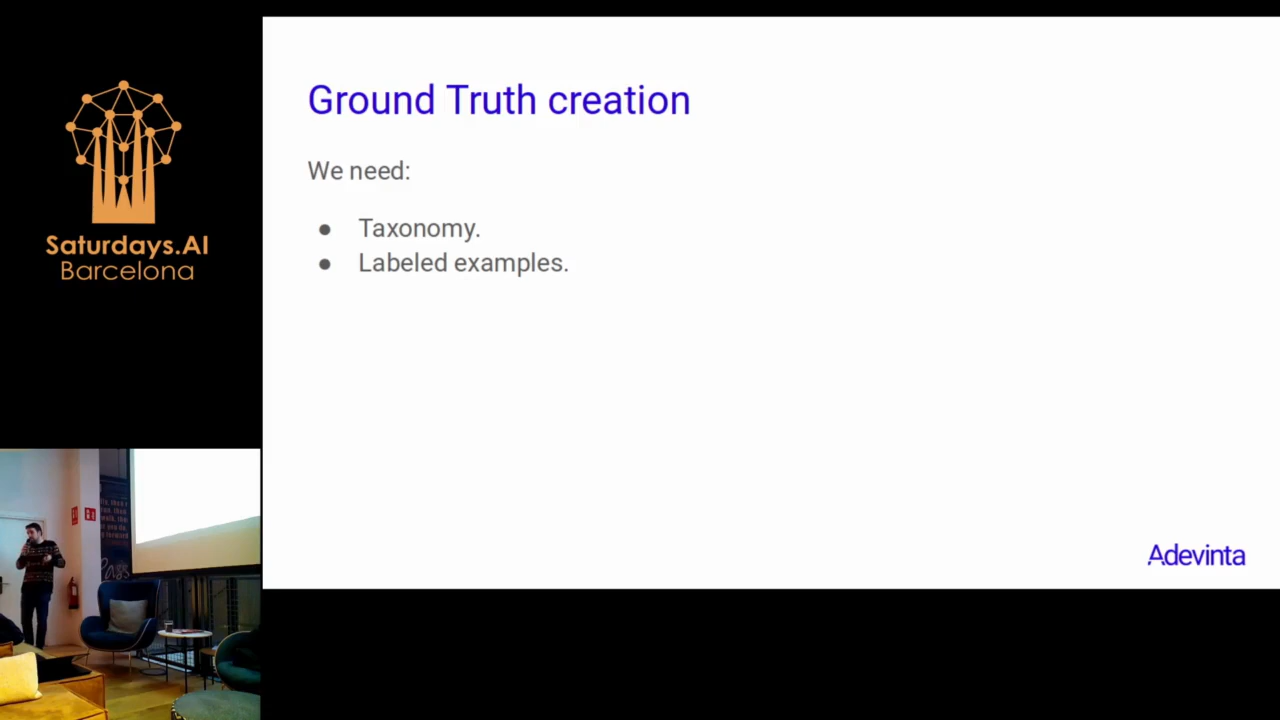 Saturdays.AI
Barcelona
Ground Truth creation
We need:
● Taxonomy.
● Labeled examples.
Adevinta